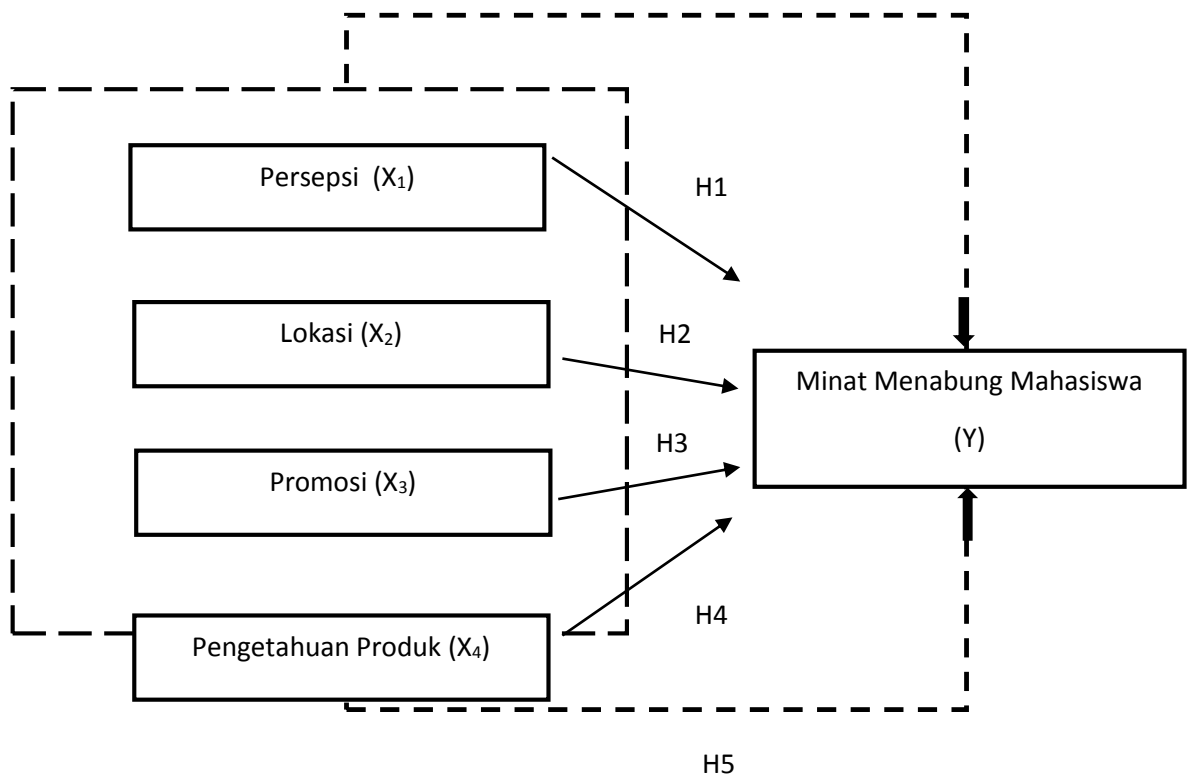 Persepsi (X₁)
H1
Lokasi (X₂)
H2
Minat Menabung Mahasiswa
(Y)
H3
Promosi (X₃)
H4
Pengetahuan Produk (X₄)
H5